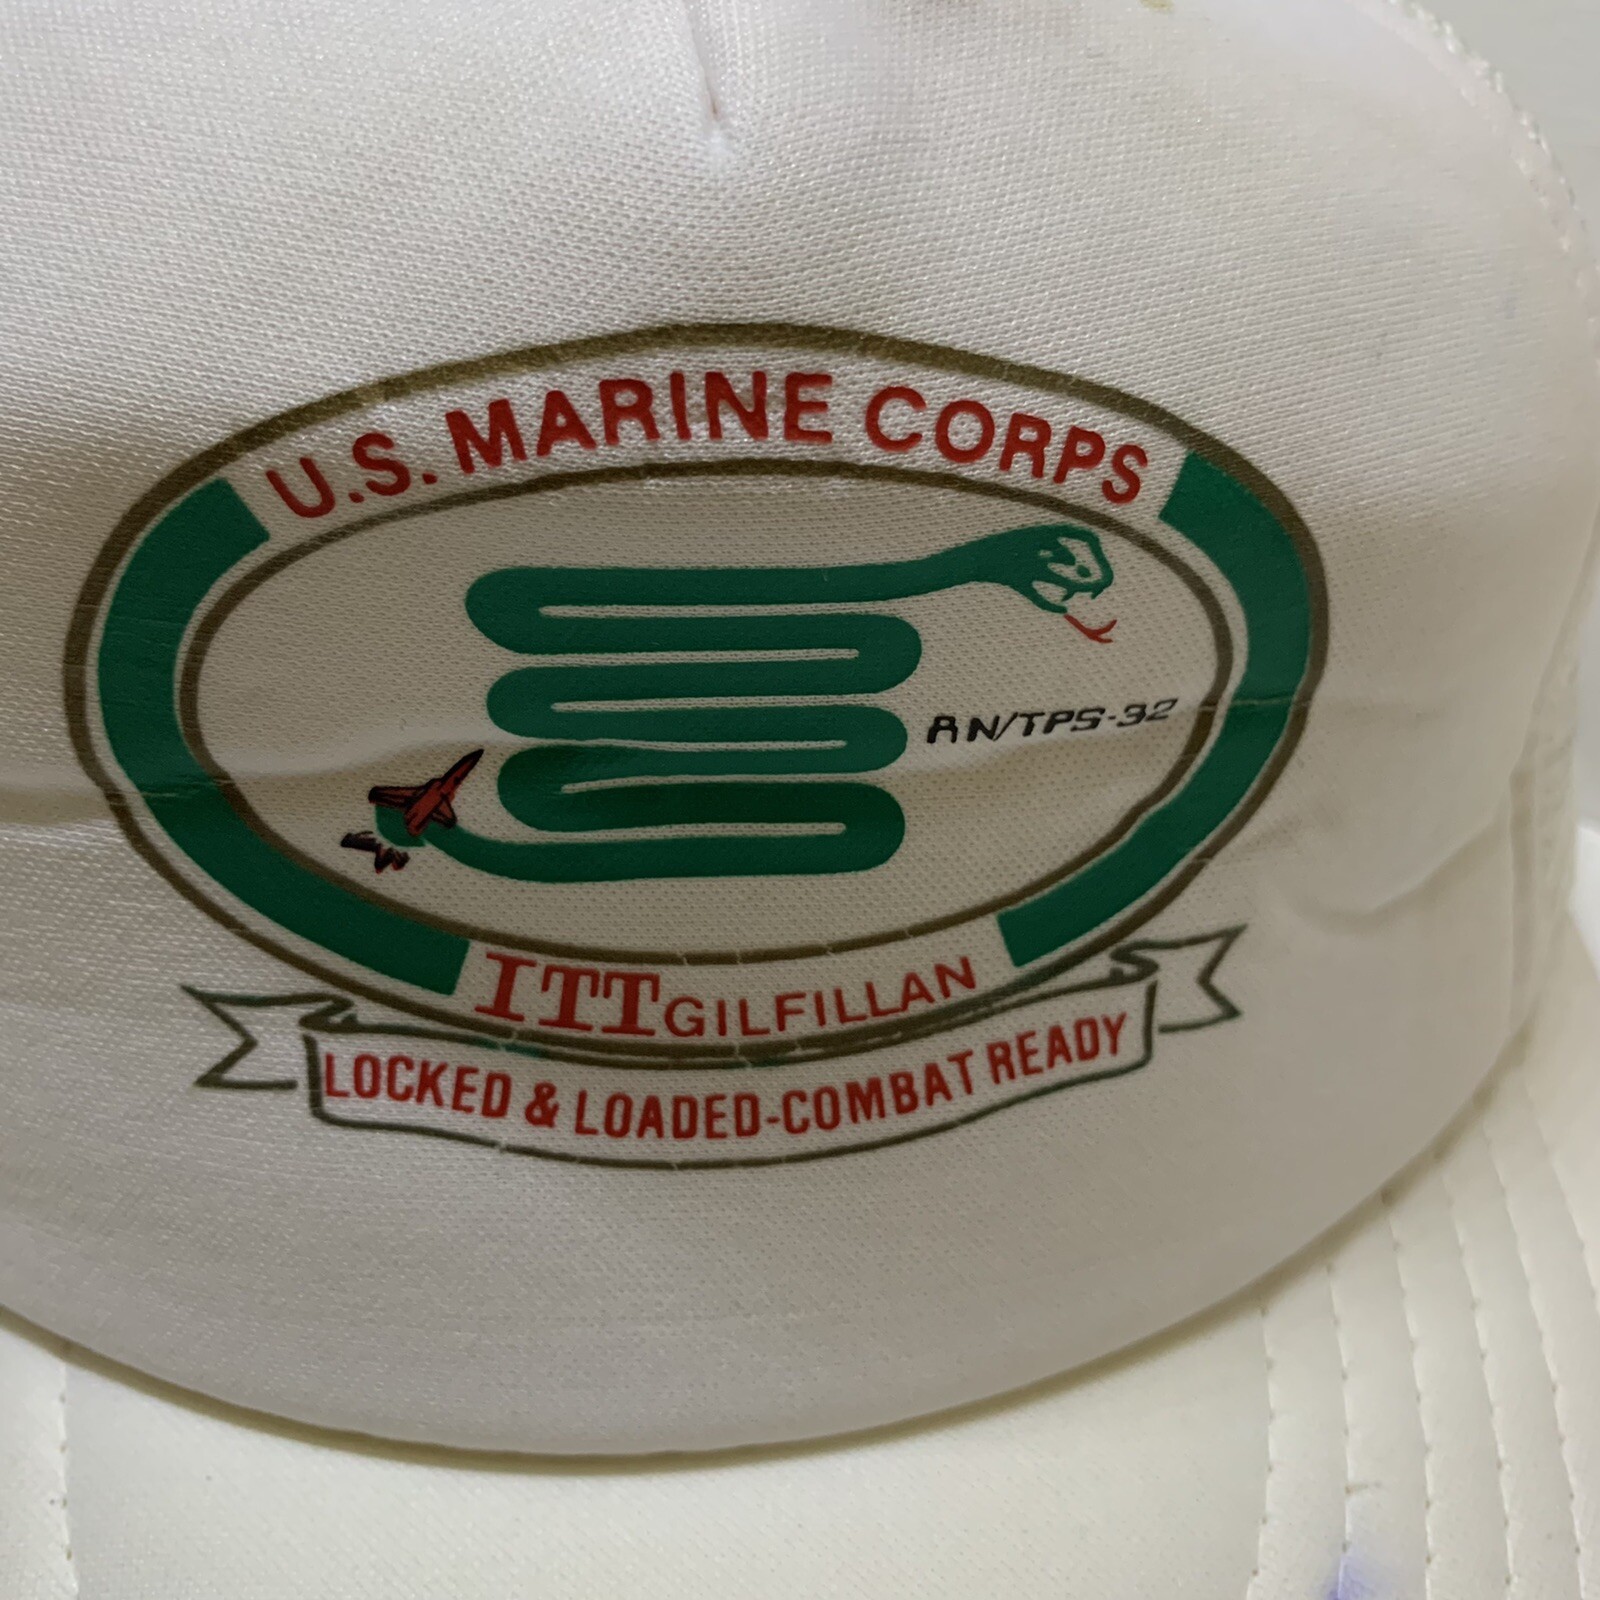 U.S. MARINE CORPS
AN/TPS-32
ITT GILFILLAN
LOCKED & LOADED-COMBAT READY